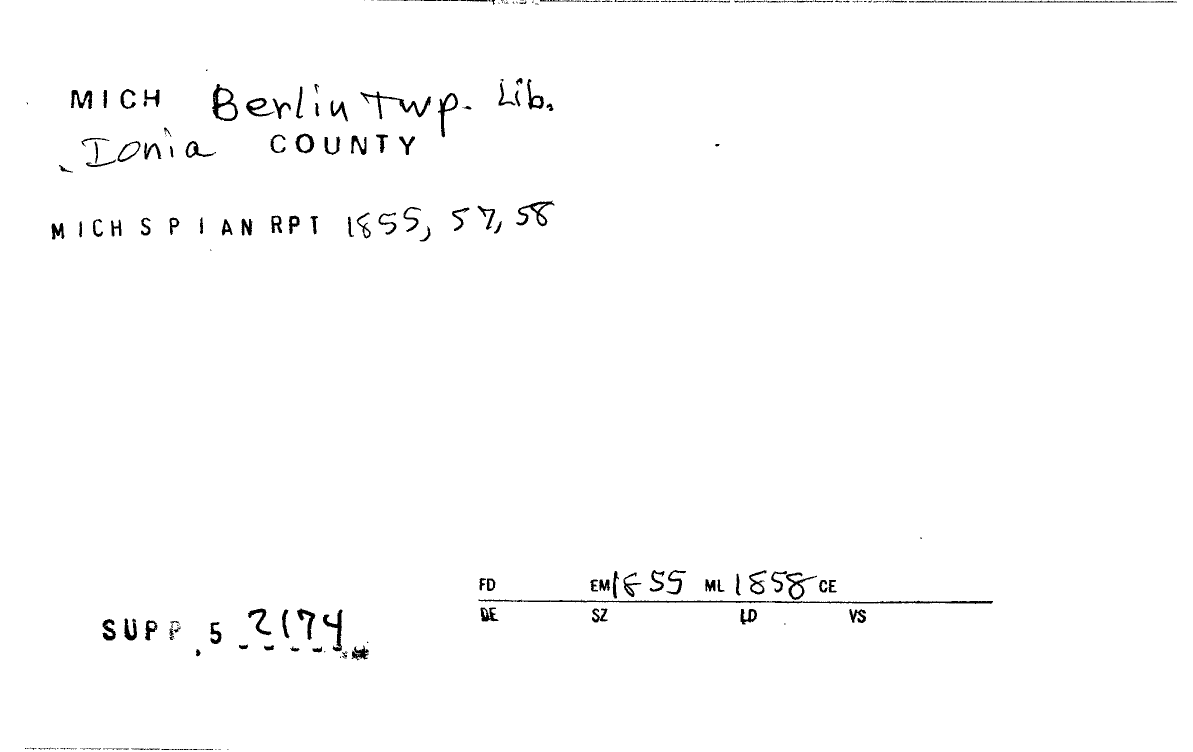 MICH Berlin Twp. Lib.
Ionia COUNTY
MICH S P I AN RPT 1855, 57, 58
FD EM 1855 ML 1858 CE
DE SZ LD VS
SUPP 5 2174